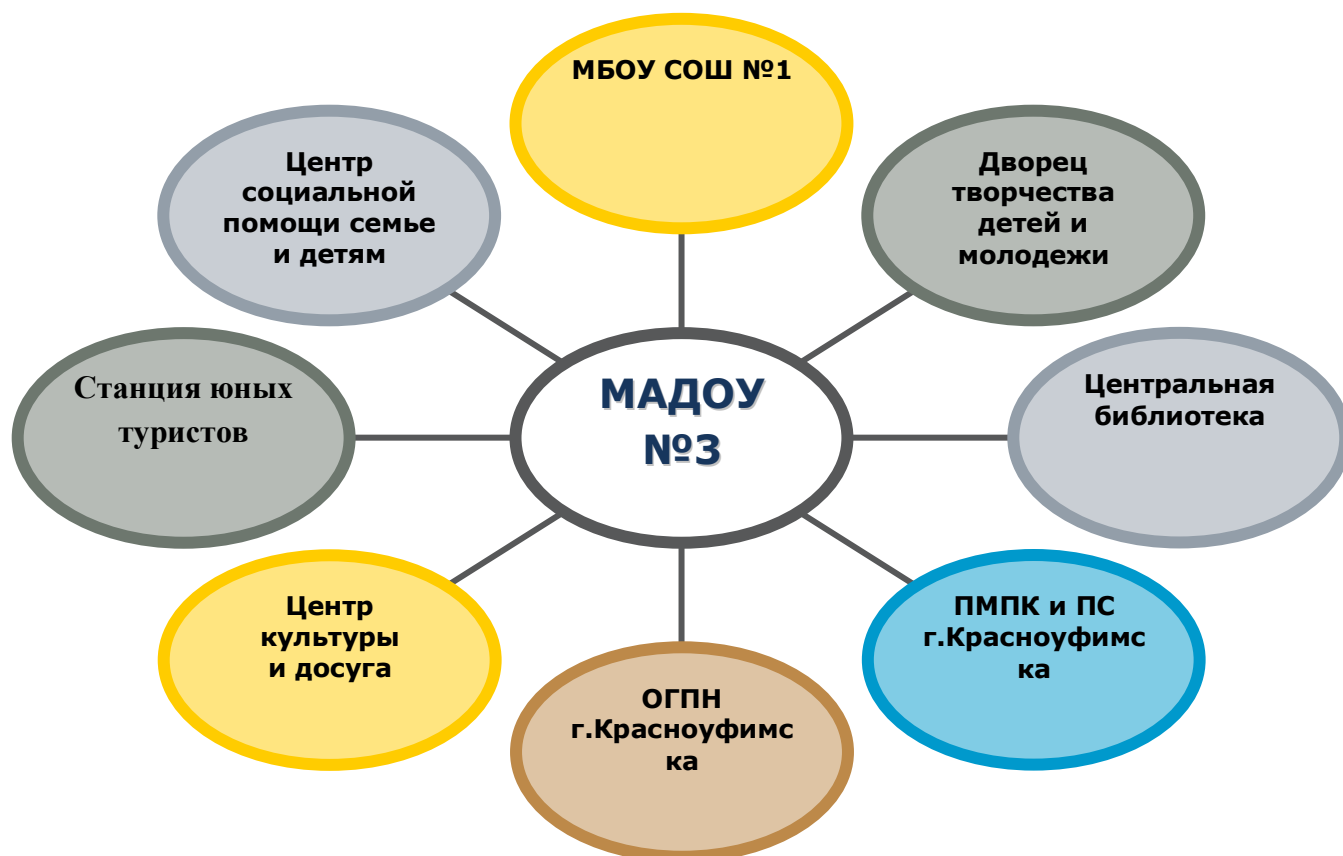 МБОУ СОШ №1
Центр
социальной
помощи семье
и детям
Дворец
творчества
детей и
молодежи
Станция юных
туристов
МАДОУ
№3
Центральная
библиотека
Центр
культуры
и досуга
ОГПН
г.Красноуфимс
ка
ПМПК и ПС
г.Красноуфимс
ка